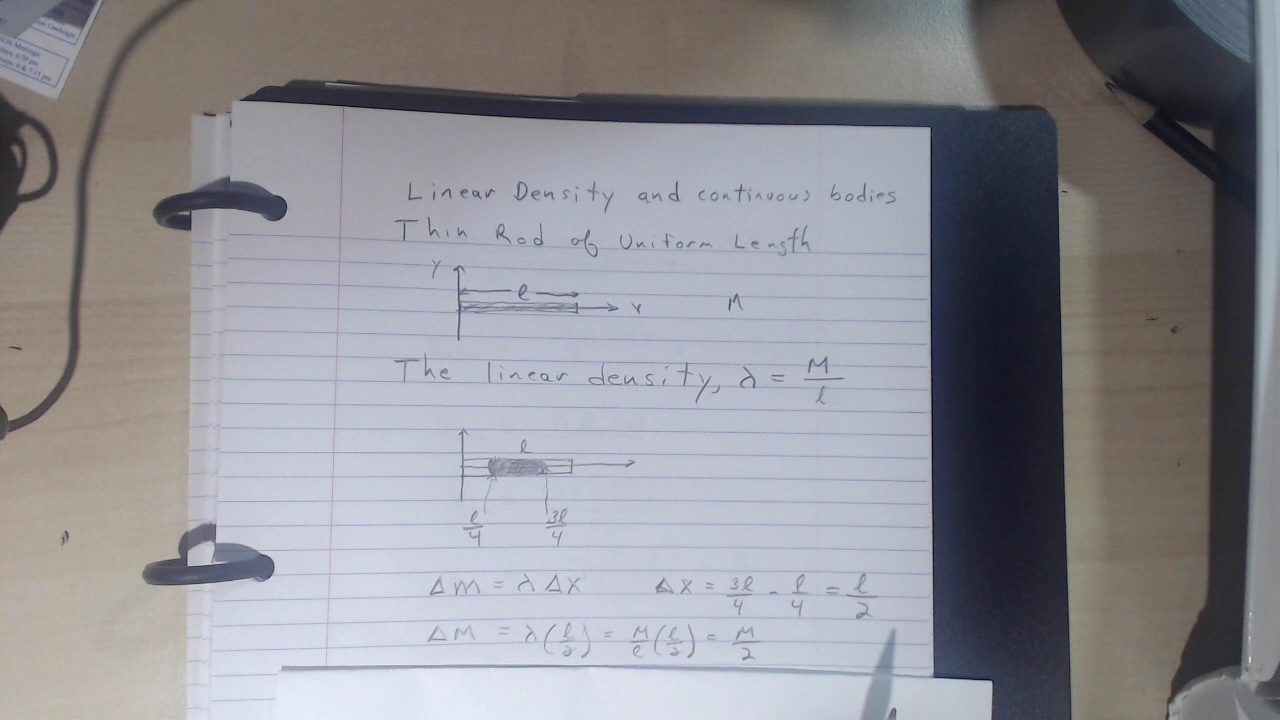 Linear Density and continuous bodies
Thin Rod of Uniform Length
Y
l
x M
The linear density, λ = M/l
l
l/4 3l/4
Δm = λΔx Δx = 3l/4 - l/4 = l/2
ΔM = λ(l/2) = M/l(l/2) = M/2